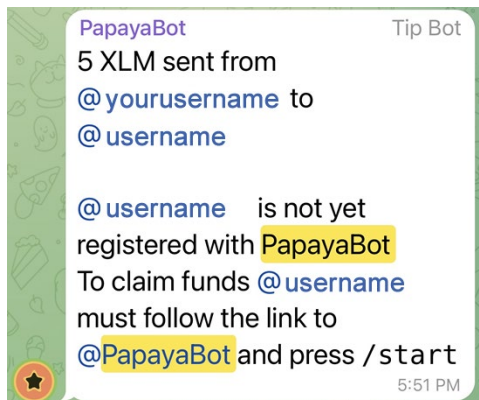 PapayaBot Tip Bot
5 XLM sent from
@yourusername to
@username
@username is not yet
registered with PapayaBot
To claim funds @username
must follow the link to
@PapayaBot and press /start
5:51 PM